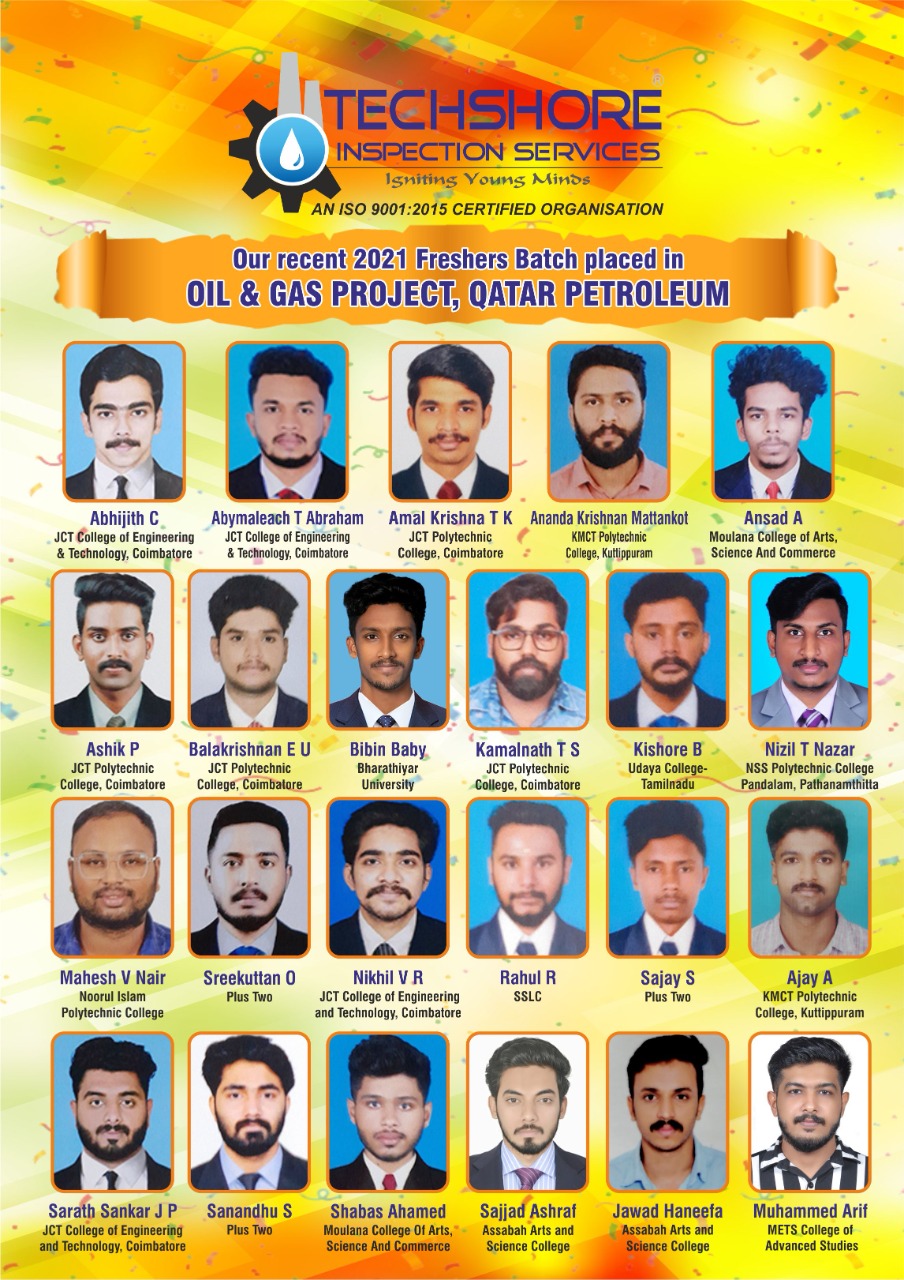 TECHSHORE
INSPECTION SERVICES
Igniting Young Minds
AN ISO 9001:2015 CERTIFIED ORGANISATION
Our recent 2021 Freshers Batch placed in
OIL & GAS PROJECT, QATAR PETROLEUM
Abhijith C
JCT College of Engineering
& Technology, Coimbatore
Abymaleach T Abraham
JCT College of Engineering
& Technology, Coimbatore
Amal Krishna T K
JCT Polytechnic
College, Coimbatore
Ananda Krishnan Mattankot
KMCT Polytechnic
College, Kuttippuram
Ansad A
Moulana College of Arts,
Science And Commerce
Ashik P
JCT Polytechnic
College, Coimbatore
Balakrishnan E U
JCT Polytechnic
College, Coimbatore
Bibin Baby
Bharathiyar
University
Kamalnath T S
JCT Polytechnic
College, Coimbatore
Kishore B
Udaya College-
Tamilnadu
Nizil T Nazar
NSS Polytechnic College
Pandalam, Pathanamthitta
Mahesh V Nair
Noorul Islam
Polytechnic College
Sreekuttan O
Plus Two
Nikhil V R
JCT College of Engineering
and Technology, Coimbatore
Rahul R
SSLC
Sajay S
Plus Two
Ajay A
KMCT Polytechnic
College, Kuttippuram
Sarath Sankar J P
JCT College of Engineering
and Technology, Coimbatore
Sanandhu S
Plus Two
Shabas Ahamed
Moulana College Of Arts,
Science And Commerce
Sajjad Ashraf
Assabah Arts and
Science College
Jawad Haneefa
Assabah Arts and
Science College
Muhammed Arif
METS College of
Advanced Studies